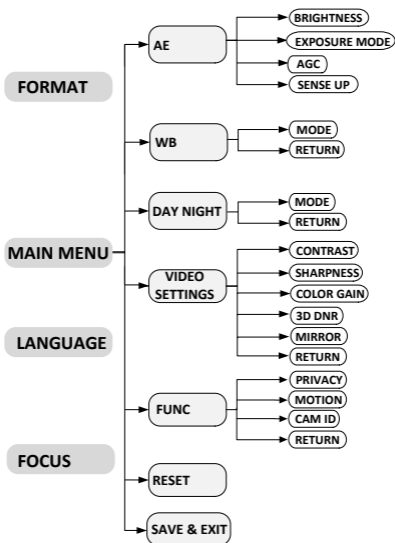 FORMAT
MAIN MENU
LANGUAGE
FOCUS
AE
BRIGHTNESS
EXPOSURE MODE
AGC
SENSE UP
WB
MODE
RETURN
DAY NIGHT
MODE
RETURN
VIDEO
SETTINGS
CONTRAST
SHARPNESS
COLOR GAIN
3D DNR
MIRROR
RETURN
FUNC
PRIVACY
MOTION
CAM ID
RETURN
RESET
SAVE & EXIT